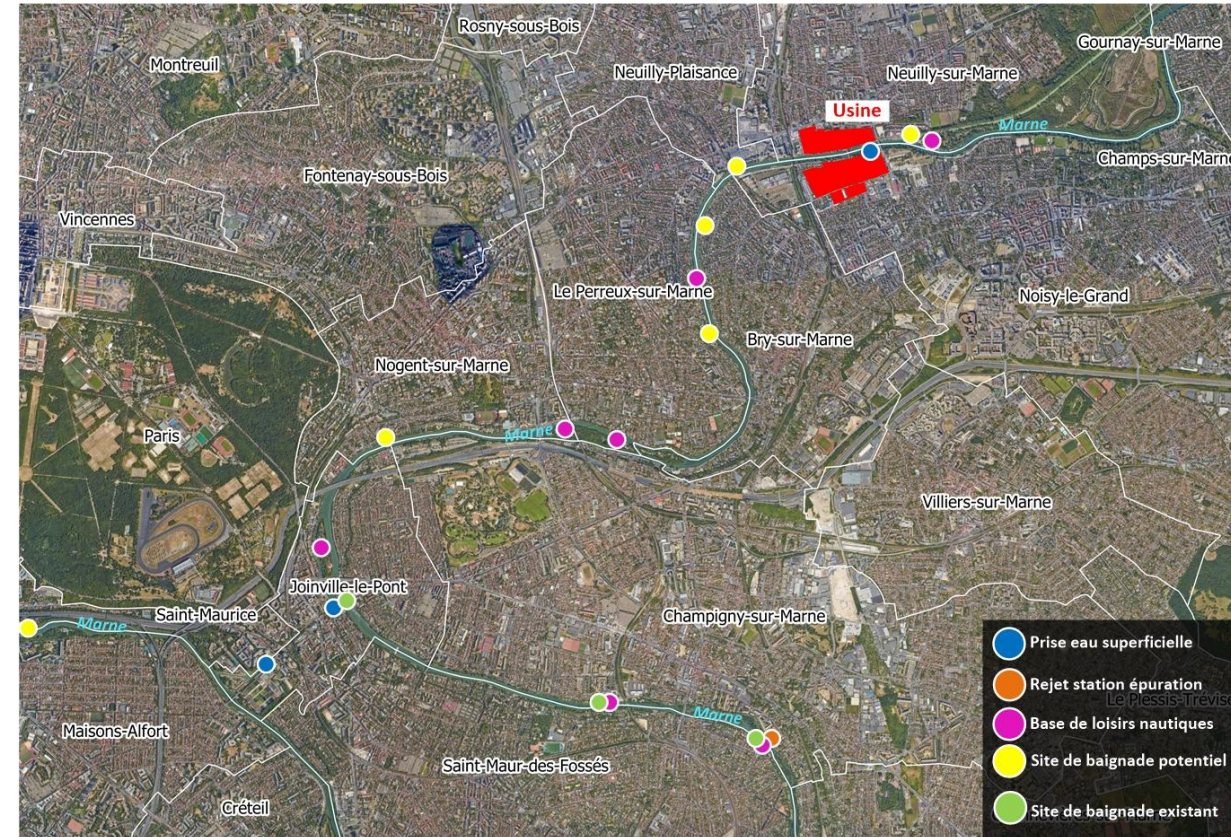 Rosny-sous-Bois
Gournay-sur-Marne
Montreuil
Neuilly-Plaisance
Neuilly-sur-Marne
Usine
Marne
Champs-sur-Marne
Fontenay-sous-Bois
Vincennes
Le Perreux-sur-Marne
Noisy-le-Grand
Bry-sur-Marne
Nogent-sur-Marne
Paris
Marne
Villiers-sur-Marne
Joinville-le-Pont
Saint-Maurice
Marne
Champigny-sur-Marne
Prise eau superficielle
Rejet station épuration
Le Plessis-Trévis
Base de loisirs nautiques
Marne
Maisons-Alfort
Site de baignade potentiel
Saint-Maur-des-Fossés
Créteil
Site de baignade existant